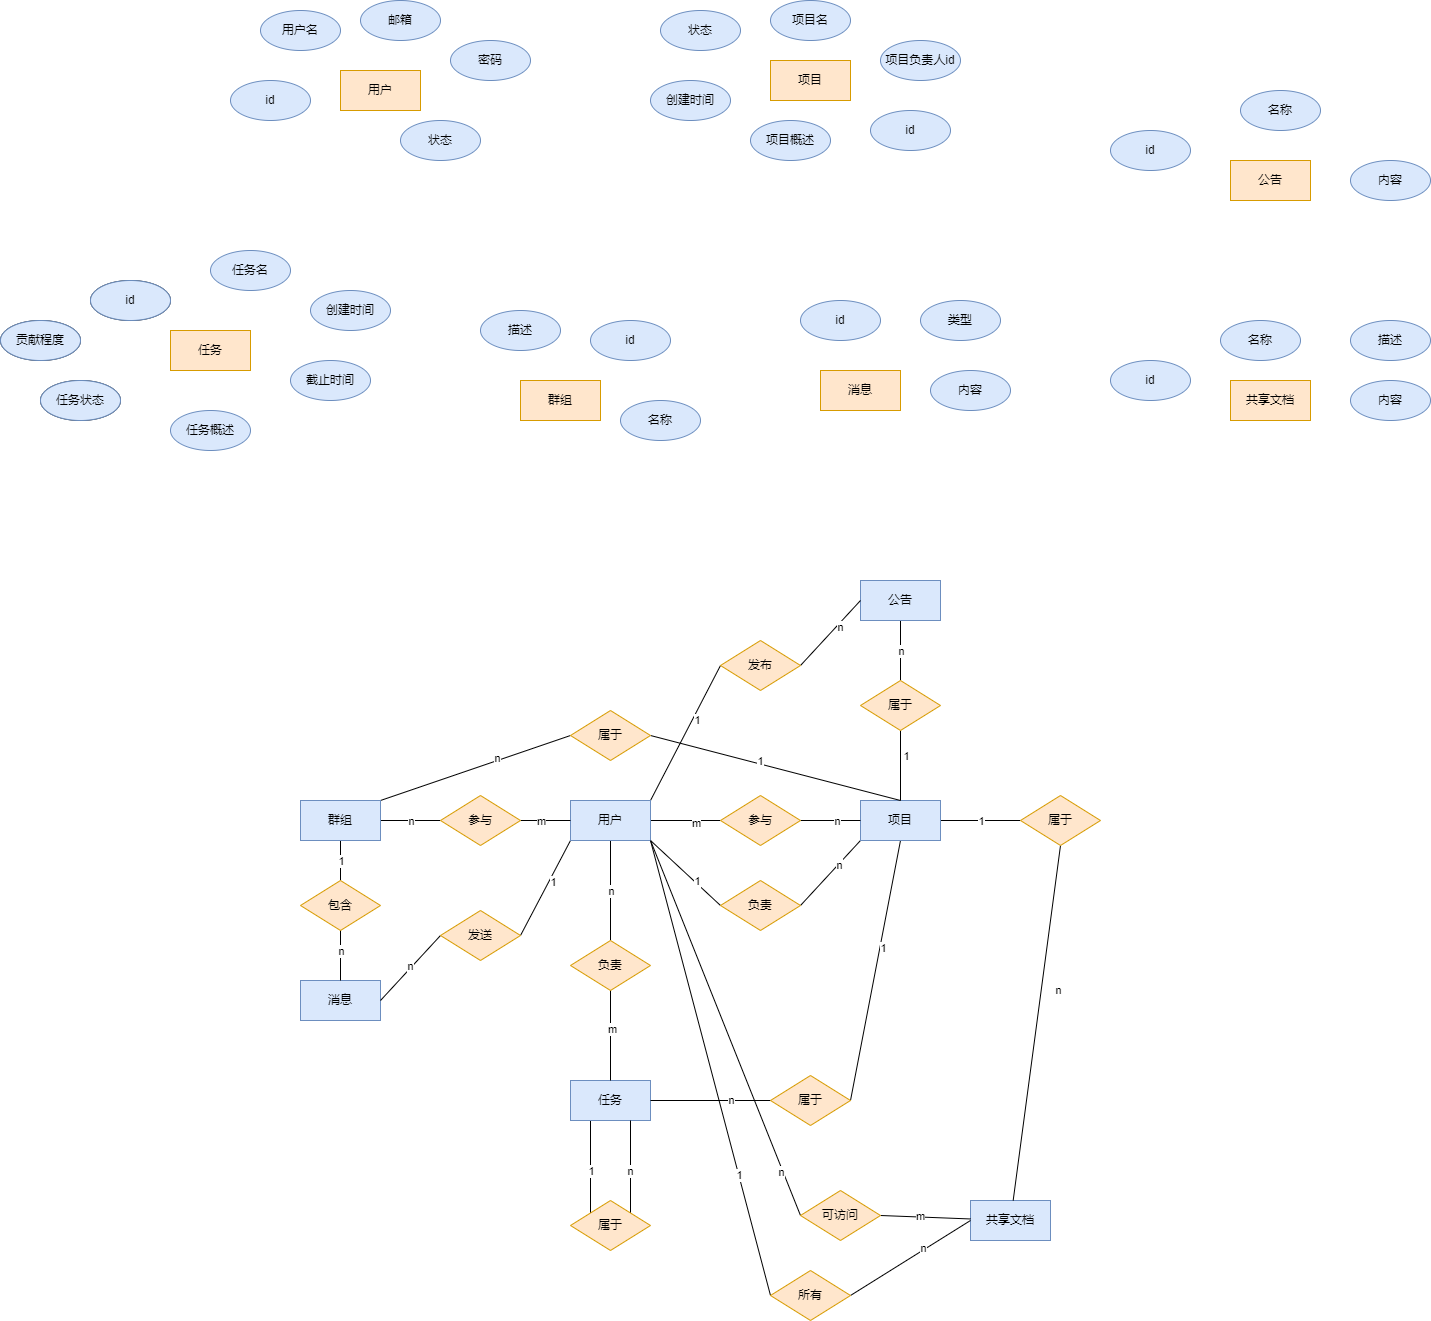 用户名
邮箱
密码
id
用户
状态
状态
项目名
项目负责人id
创建时间
项目
项目概述
id
名称
id
公告
内容
任务名
id
创建时间
贡献程度
任务
截止时间
任务状态
任务概述
描述
id
群组
名称
id
类型
消息
内容
名称
描述
id
共享文档
内容
公告
n
发布
n
1
属于
属于
n
1
1
群组
n
参与
m
用户
m
参与
n
项目
1
属于
1
包含
n
1
发送
n
n
负责
m
1
负责
n
1
n
消息
任务
n
属于
1
n
属于
n
1
可访问
m
共享文档
n
所有